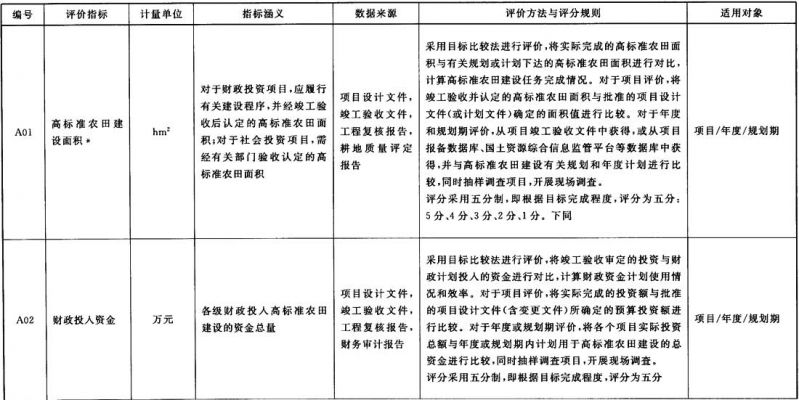 编号 评价指标 计量单位 指标涵义 数据来源 评价方法与评分规则 适用对象
A01
高标准农田建
设面积*
hm²
对于财政投资项目,应履行
有关建设程序,并经竣工验
收后认定的高标准农田面
积;对于社会投资项目,需
经有关部门验收认定的高
标准农田面积
项目设计文件,
竣工验收文件,
工程复核报告,
耕地质量评定
报告
采用目标比较法进行评价,将实际完成的高标准农田面
积与有关规划或计划下达的高标准农田面积进行对比,
计算高标准农田建设任务完成情况。对于项目评价,将
竣工验收并认定的高标准农田面积与批准的项目设计
文件(或计划文件)确定的面积值进行比较。对于年度
和规划期评价,从项目竣工验收文件中获得,或从项目
报备数据库、国土资源综合信息监管平台等数据库中获
得,并与高标准农田建设有关规划和年度计划进行比
较,同时抽样调查项目,开展现场调查。
评分采用五分制,即根据目标完成程度,评分为五分:
5分、4分、3分、2分、1分。下同
项目/年度/规划期
A02
财政投入资金
万元
各级财政投入高标准农田
建设的资金总量
项目设计文件,
竣工验收文件,
工程复核报告,
财务审计报告
采用目标比较法进行评价,将竣工验收审定的投资与财
政计划投入的资金进行对比,计算财政资金计划使用情
况和效率。对于项目评价,将实际完成的投资额与批准
的项目设计文件(含变更文件)所确定的预算投资额进
行比较。对于年度或规划期评价,将各个项目实际投资
总额与年度或规划期内计划用于高标准农田建设的总
资金进行比较,同时抽样调查项目,开展现场调查。
评分采用五分制,即根据目标完成程度,评分为五分
项目/年度/规划期